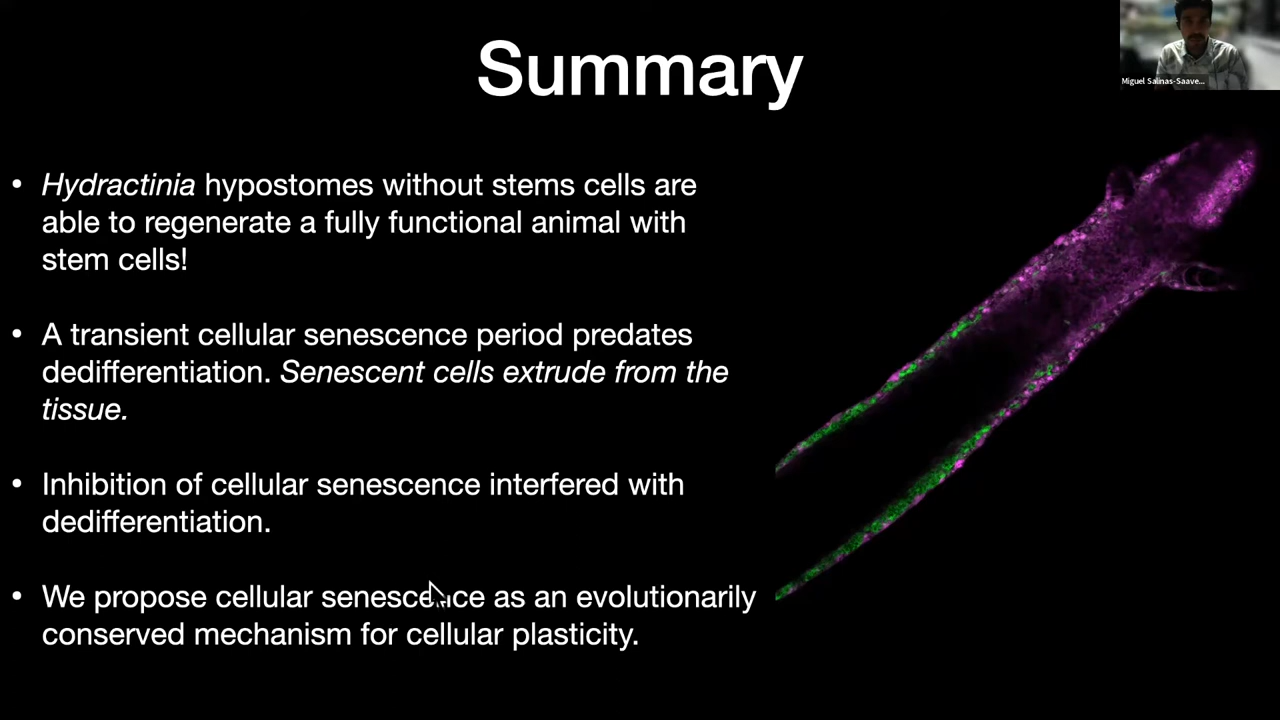 Summary
Miguel Salinas-Saave...
• Hydractinia hypostomes without stems cells are
able to regenerate a fully functional animal with
stem cells!
• A transient cellular senescence period predates
dedifferentiation. Senescent cells extrude from the
tissue.
• Inhibition of cellular senescence interfered with
dedifferentiation.
• We propose cellular senescence as an evolutionarily
conserved mechanism for cellular plasticity.